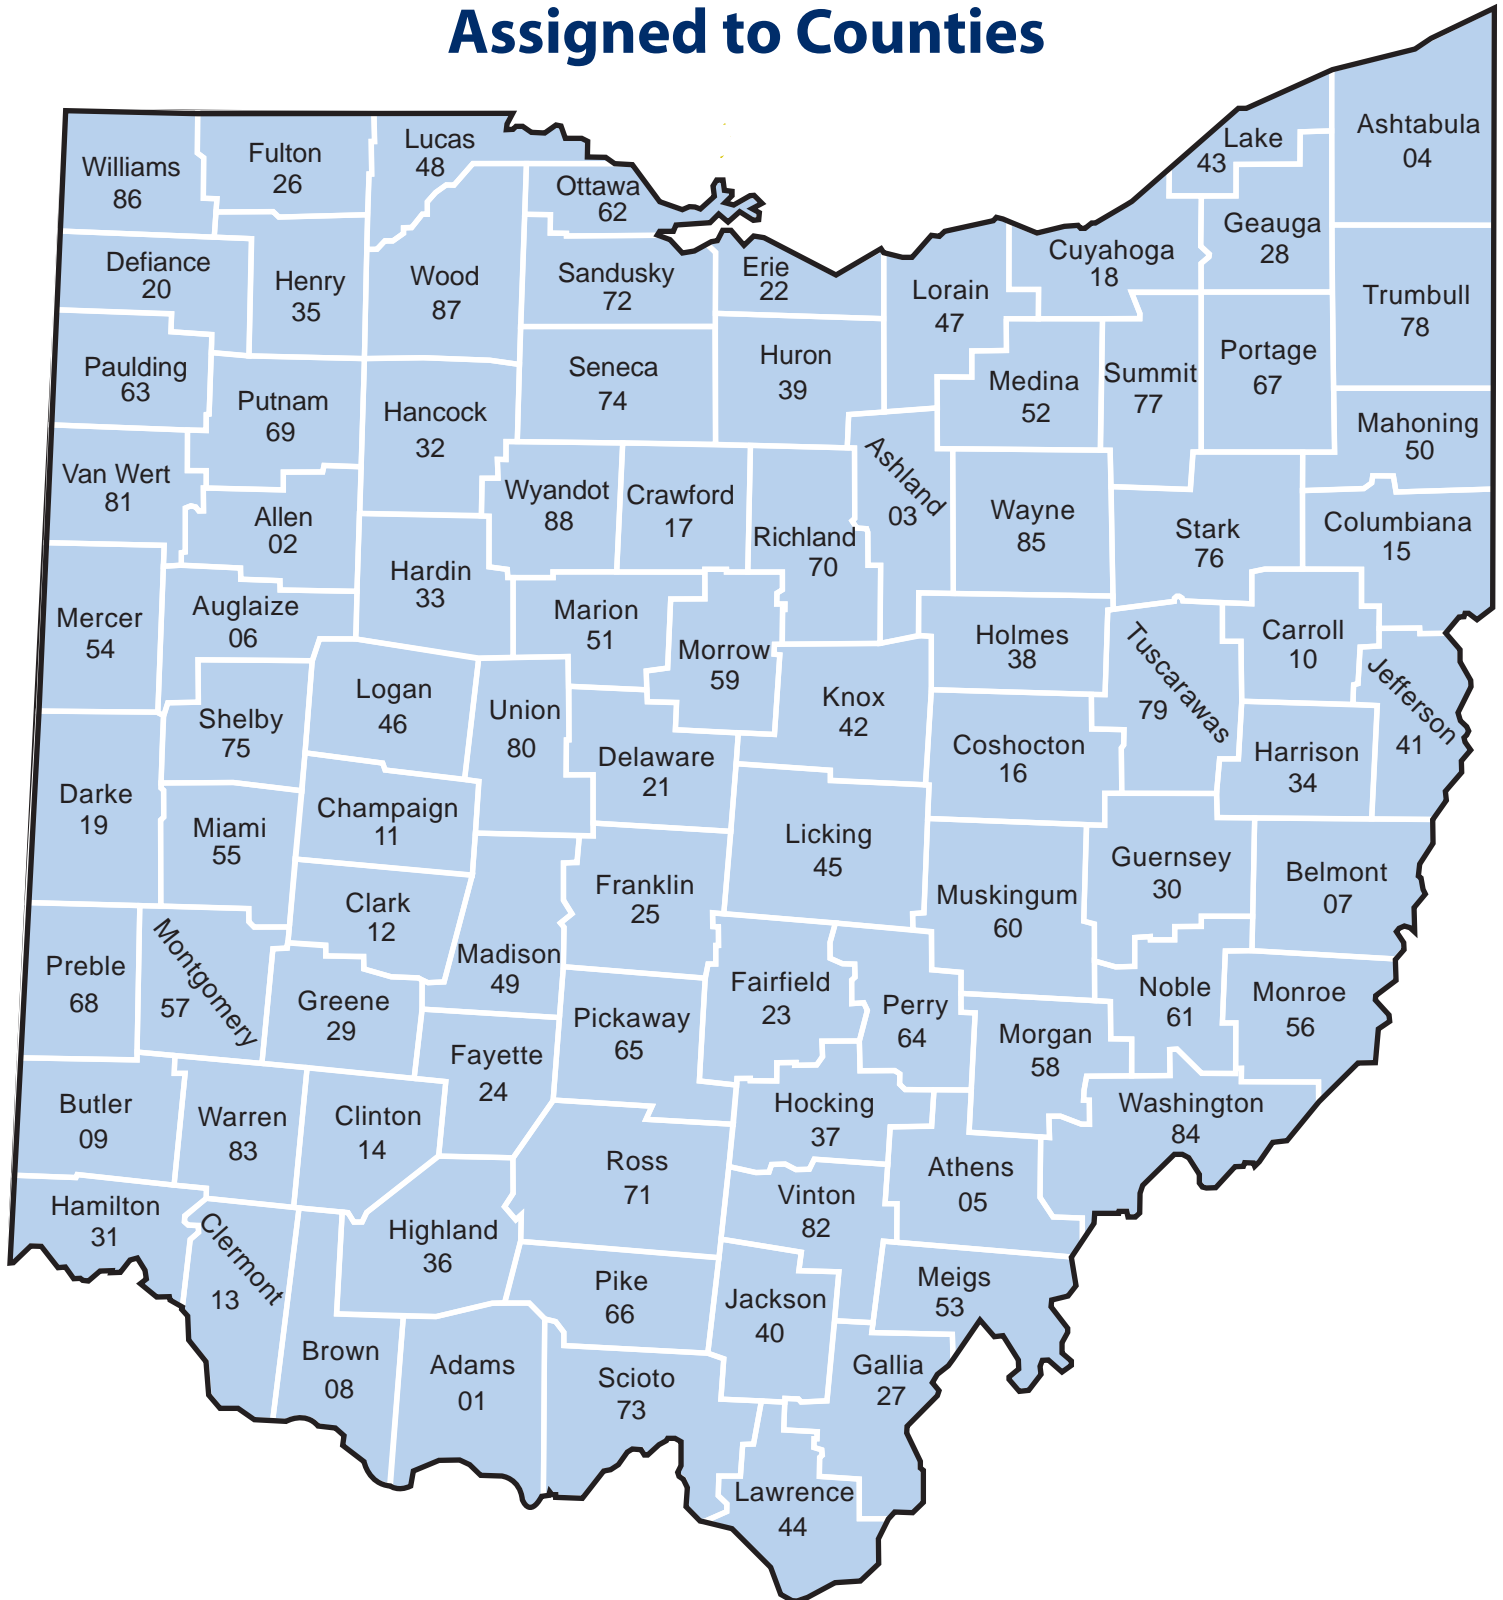 Assigned to Counties
Williams
86
Fulton
26
Lucas
48
Ottawa
62
Lake
43
Ashtabula
04
Geauga
28
Cuyahoga
18
Defiance
20
Henry
35
Wood
87
Sandusky
72
Erie
22
Lorain
47
Trumbull
78
Paulding
63
Putnam
69
Hancock
32
Seneca
74
Huron
39
Medina
52
Summit
77
Portage
67
Mahoning
50
Van Wert
81
Allen
02
Wyandot
88
Crawford
17
Richland
70
Ashland
03
Wayne
85
Stark
76
Columbiana
15
Mercer
54
Auglaize
06
Hardin
33
Marion
51
Morrow
59
Holmes
38
Tuscarawas
79
Carroll
10
Jefferson
41
Shelby
75
Logan
46
Union
80
Delaware
21
Knox
42
Coshocton
16
Harrison
34
Darke
19
Miami
55
Champaign
11
Licking
45
Guernsey
30
Belmont
07
Clark
12
Franklin
25
Muskingum
60
Preble
68
Montgomery
57
Greene
29
Madison
49
Pickaway
65
Fairfield
23
Perry
64
Morgan
58
Noble
61
Monroe
56
Butler
09
Warren
83
Clinton
14
Fayette
24
Hocking
37
Washington
84
Ross
71
Athens
05
Hamilton
31
Clermont
13
Highland
36
Vinton
82
Pike
66
Jackson
40
Meigs
53
Brown
08
Adams
01
Scioto
73
Gallia
27
Lawrence
44